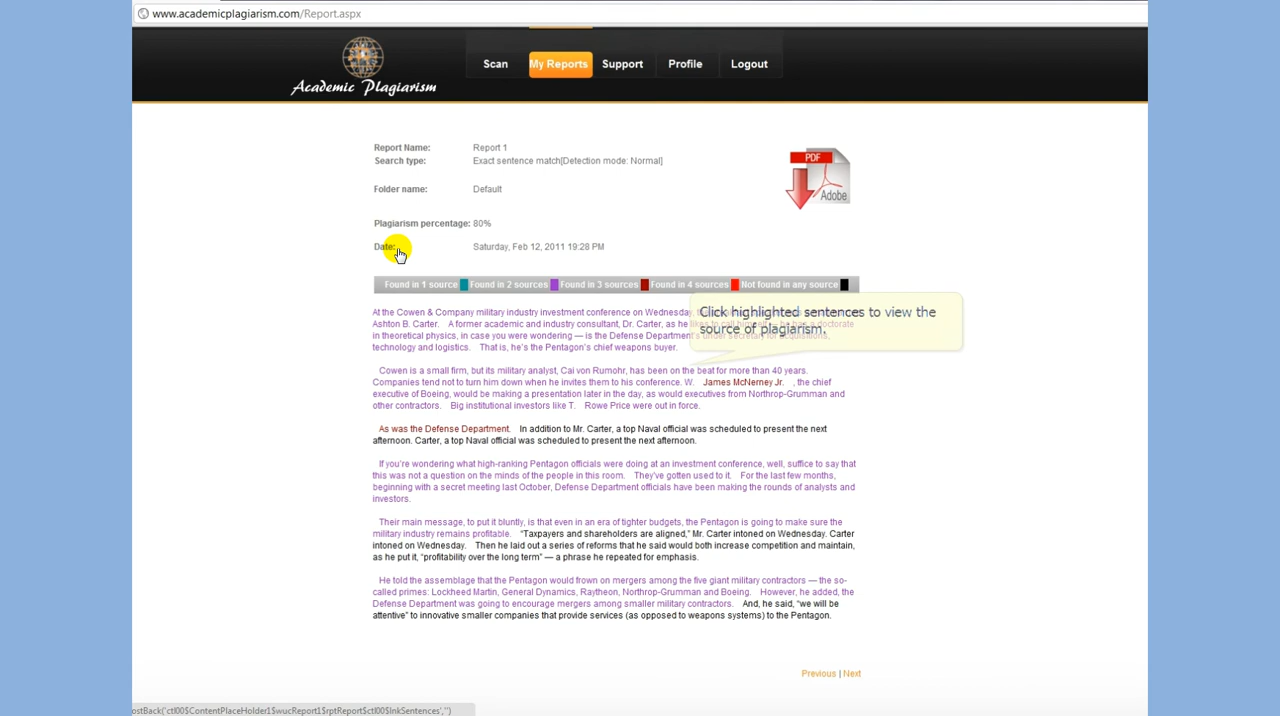 www.academicplagiarism.com/Report.aspx
Scan My Reports Support Profile Logout
Academic Plagiarism
Report Name: Report 1
Search type: Exact sentence match[Detection mode: Normal]
Folder name: Default
Plagiarism percentage: 80%
Date: Saturday, Feb 12, 2011 19:28 PM
PDF
Adobe
Found in 1 source Found in 2 sources Found in 3 sources Found in 4 sources Not found in any source
Click highlighted sentences to view the
source of plagiarism.
At the Cowen & Company military industry investment conference on Wednesday,
Ashton B. Carter. A former academic and industry consultant, Dr. Carter, as he likes to call himself — he has a doctorate
in theoretical physics, in case you were wondering — is the Defense Department's under secretary for acquisitions,
technology and logistics. That is, he's the Pentagon's chief weapons buyer.
Cowen is a small firm, but its military analyst, Cai von Rumohr, has been on the beat for more than 40 years.
Companies tend not to turn him down when he invites them to his conference. W. James McNerney Jr. , the chief
executive of Boeing, would be making a presentation later in the day, as would executives from Northrop-Grumman and
other contractors. Big institutional investors like T. Rowe Price were out in force.
As was the Defense Department. In addition to Mr. Carter, a top Naval official was scheduled to present the next
afternoon. Carter, a top Naval official was scheduled to present the next afternoon.
If you're wondering what high-ranking Pentagon officials were doing at an investment conference, well, suffice to say that
this was not a question on the minds of the people in this room. They've gotten used to it. For the last few months,
beginning with a secret meeting last October, Defense Department officials have been making the rounds of analysts and
investors.
Their main message, to put it bluntly, is that even in an era of tighter budgets, the Pentagon is going to make sure the
military industry remains profitable. “Taxpayers and shareholders are aligned,” Mr. Carter intoned on Wednesday. Carter
intoned on Wednesday. Then he laid out a series of reforms that he said would both increase competition and maintain,
as he put it, “profitability over the long term” — a phrase he repeated for emphasis.
He told the assemblage that the Pentagon would frown on mergers among the five giant military contractors — the so-
called primes: Lockheed Martin, General Dynamics, Raytheon, Northrop-Grumman and Boeing. However, he added, the
Defense Department was going to encourage mergers among smaller military contractors. And, he said, “we will be
attentive” to innovative smaller companies that provide services (as opposed to weapons systems) to the Pentagon.
Previous | Next
ostBack('ctl00$ContentPlaceHolder1$wucReport1$rptReport$ctl00$lnkSentences','')